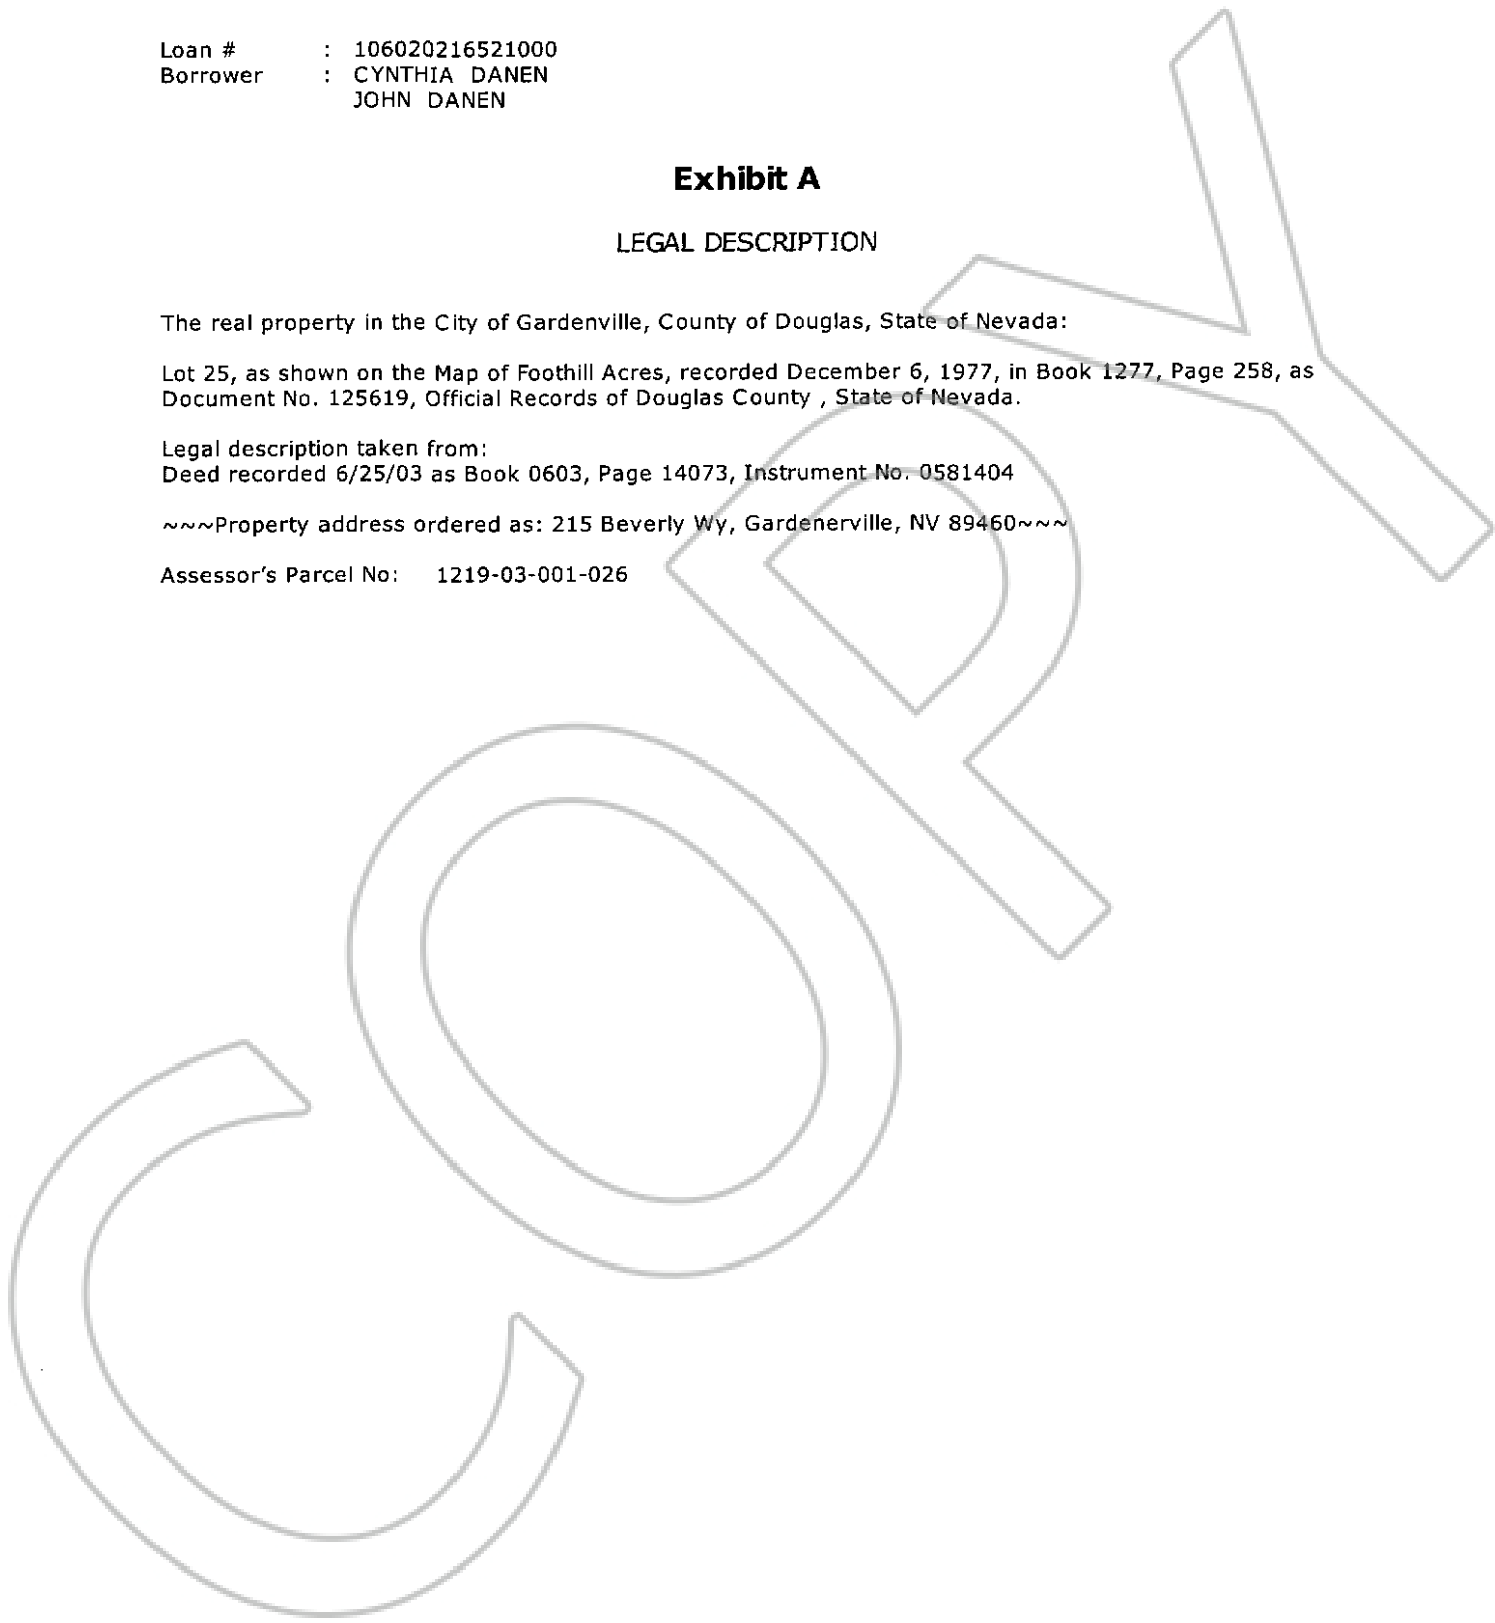 Loan # : 106020216521000
Borrower : CYNTHIA DANEN
JOHN DANEN
Exhibit A
LEGAL DESCRIPTION
The real property in the City of Gardenville, County of Douglas, State of Nevada:
Lot 25, as shown on the Map of Foothill Acres, recorded December 6, 1977, in Book 1277, Page 258, as
Document No. 125619, Official Records of Douglas County , State of Nevada.
Legal description taken from:
Deed recorded 6/25/03 as Book 0603, Page 14073, Instrument No. 0581404
~~~Property address ordered as: 215 Beverly Wy, Gardenerville, NV 89460~~~
Assessor's Parcel No: 1219-03-001-026
COPY